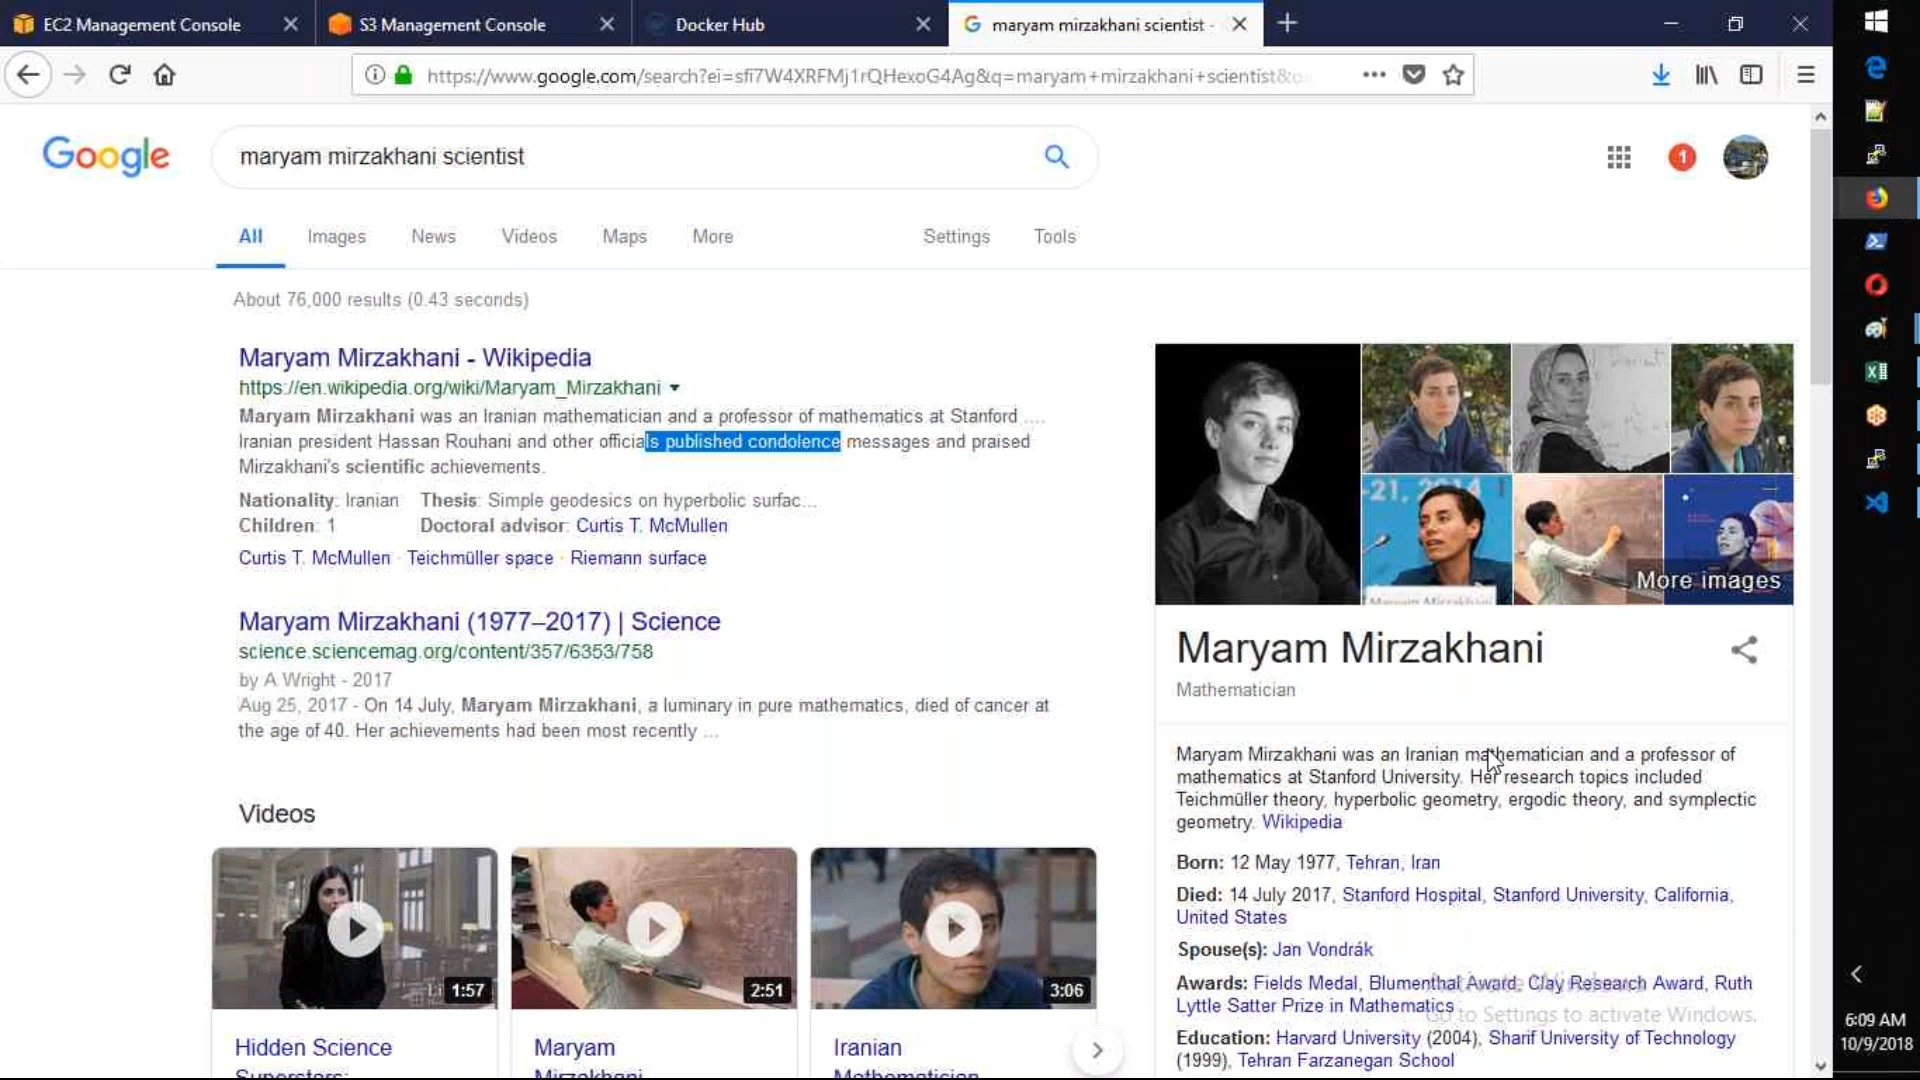 EC2 Management Console
S3 Management Console
Docker Hub
maryam mirzakhani scientist -
https://www.google.com/search?ei=sfi7W4XRFMj1rQHexoG4Ag&q=maryam+mirzakhani+scientist&
Google
maryam mirzakhani scientist
1
All
Images
News
Videos
Maps
More
Settings
Tools
About 76,000 results (0.43 seconds)
Maryam Mirzakhani - Wikipedia
https://en.wikipedia.org/wiki/Maryam_Mirzakhani
Maryam Mirzakhani was an Iranian mathematician and a professor of mathematics at Stanford ....
Iranian president Hassan Rouhani and other officials published condolence messages and praised
Mirzakhani's scientific achievements.
Nationality: Iranian Thesis: Simple geodesics on hyperbolic surfac...
Children: 1 Doctoral advisor: Curtis T. McMullen
Curtis T. McMullen · Teichmüller space · Riemann surface
Maryam Mirzakhani (1977–2017) | Science
science.sciencemag.org/content/357/6353/758
by A Wright - 2017
Aug 25, 2017 - On 14 July, Maryam Mirzakhani, a luminary in pure mathematics, died of cancer at
the age of 40. Her achievements had been most recently ...
Videos
1:57
2:51
3:06
Hidden Science
Superstars:
Maryam
Mirzakhani
Iranian
Mathematician
-21, 2014
Maryam Mirzakhani
More images
Maryam Mirzakhani
Mathematician
Maryam Mirzakhani was an Iranian mathematician and a professor of
mathematics at Stanford University. Her research topics included
Teichmüller theory, hyperbolic geometry, ergodic theory, and symplectic
geometry. Wikipedia
Born: 12 May 1977, Tehran, Iran
Died: 14 July 2017, Stanford Hospital, Stanford University, California,
United States
Spouse(s): Jan Vondrák
Awards: Fields Medal, Blumenthal Award, Clay Research Award, Ruth
Lyttle Satter Prize in Mathematics
Education: Harvard University (2004), Sharif University of Technology
(1999), Tehran Farzanegan School
Activate Windows
Go to Settings to activate Windows.
6:09 AM
10/9/2018